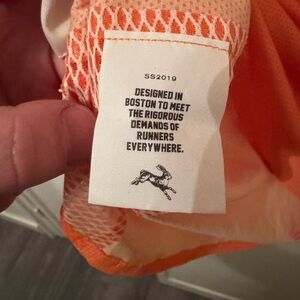 SS2019
DESIGNED IN
BOSTON TO MEET
THE RIGOROUS
DEMANDS OF
RUNNERS
EVERYWHERE.